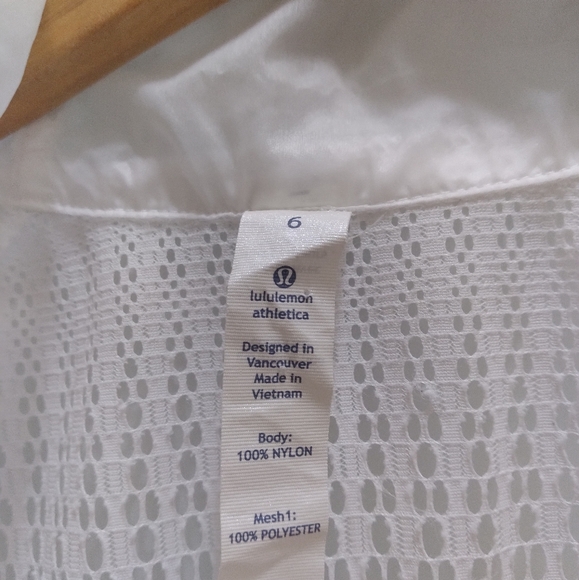 6
lululemon
athletica
Designed in
Vancouver
Made in
Vietnam
Body:
100% NYLON
Mesh1:
100% POLYESTER